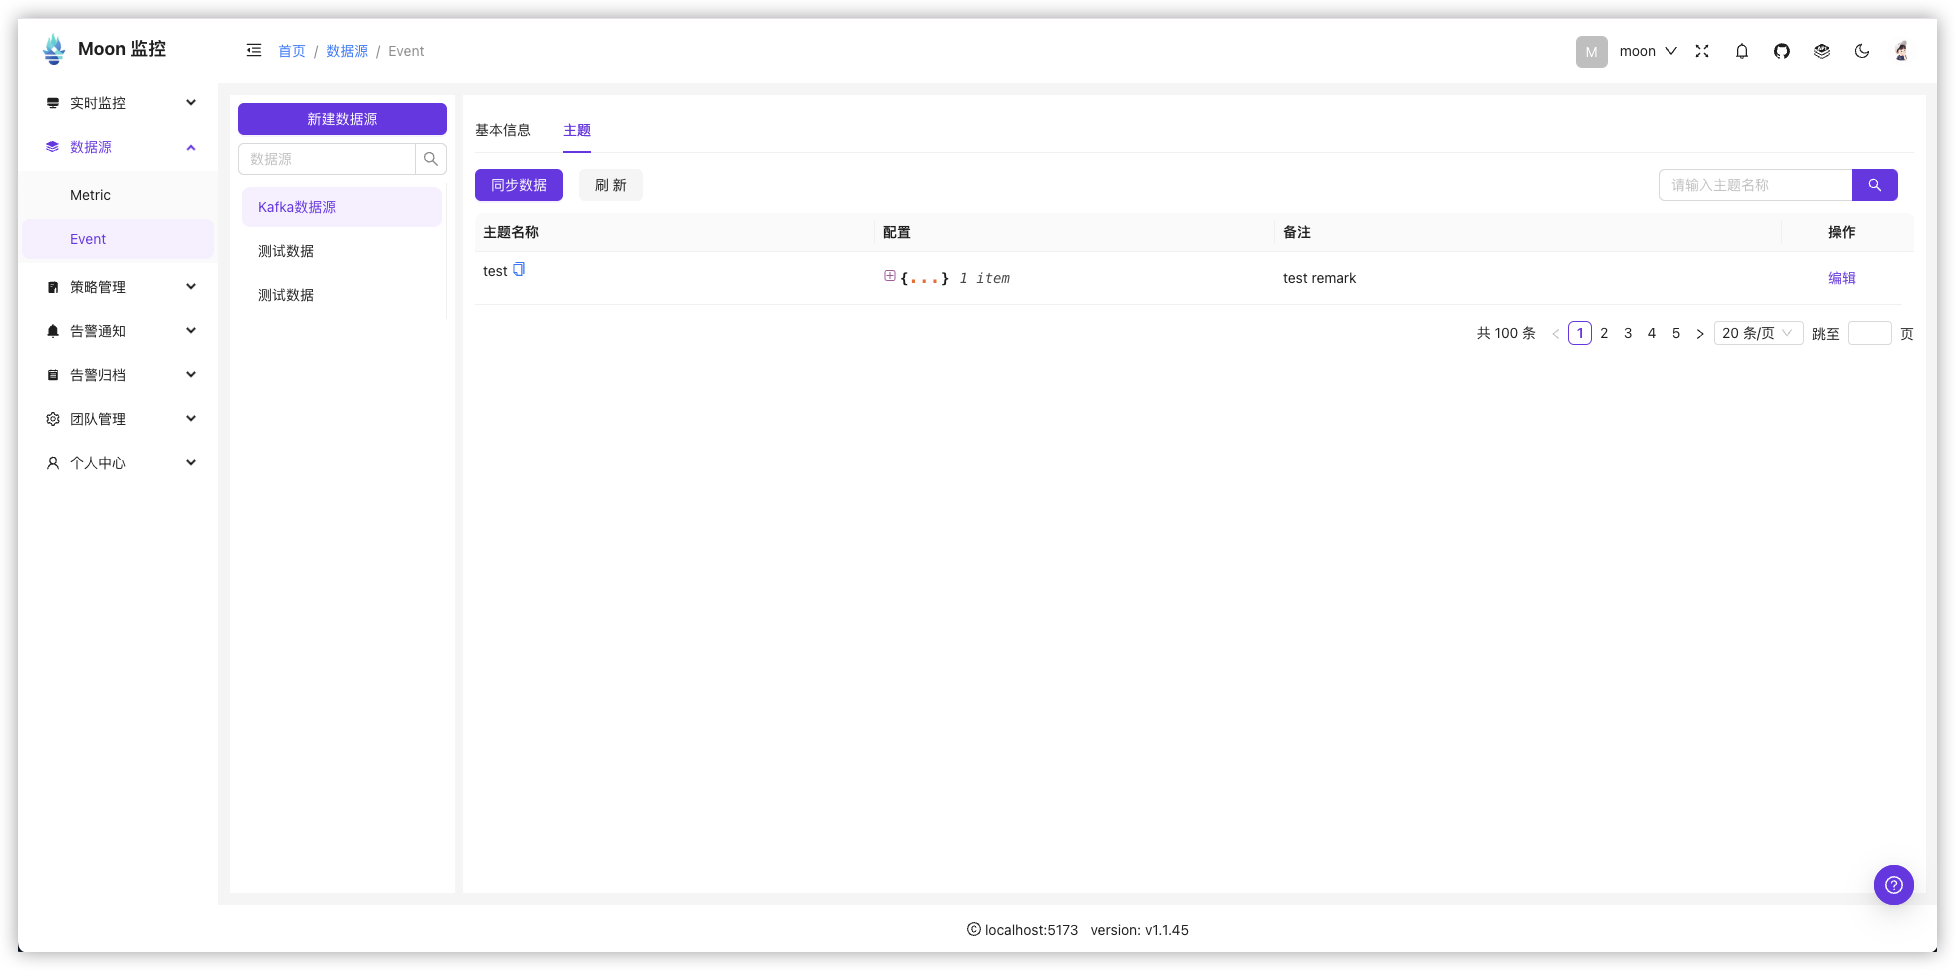 Moon 监控
首页 / 数据源 / Event
M moon
实时监控
数据源
Metric
Event
策略管理
告警通知
告警归档
团队管理
个人中心
新建数据源
数据源
Kafka数据源
测试数据
测试数据
基本信息 主题
同步数据 刷 新 请输入主题名称
主题名称 配置 备注 操作
test {...} 1 item test remark 编辑
共 100 条 < 1 2 3 4 5 > 20 条/页 跳至 页
© localhost:5173 version: v1.1.45